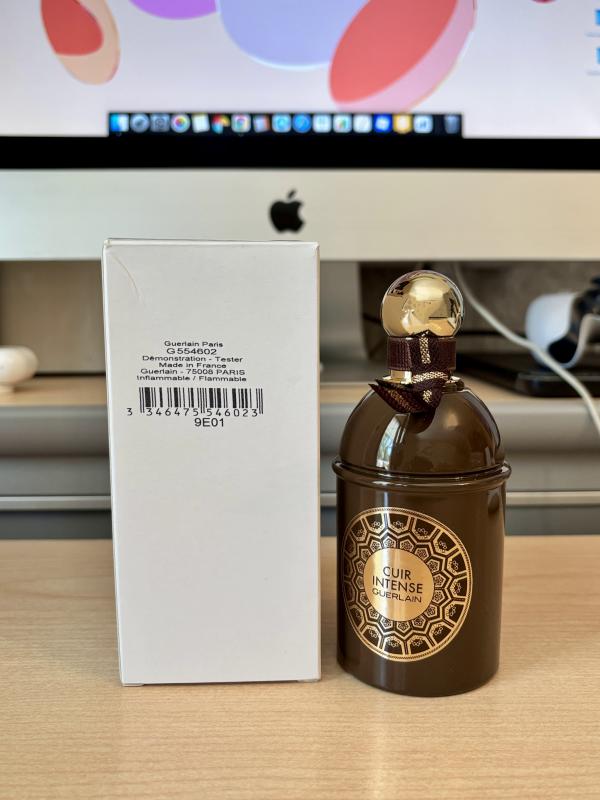 Guerlain Paris
G554602
Démonstration - Tester
Made in France
Guerlain - 75008 PARIS
Inflammable / Flammable
3 346475 546023
9E01
CUIR
INTENSE
GUERLAIN